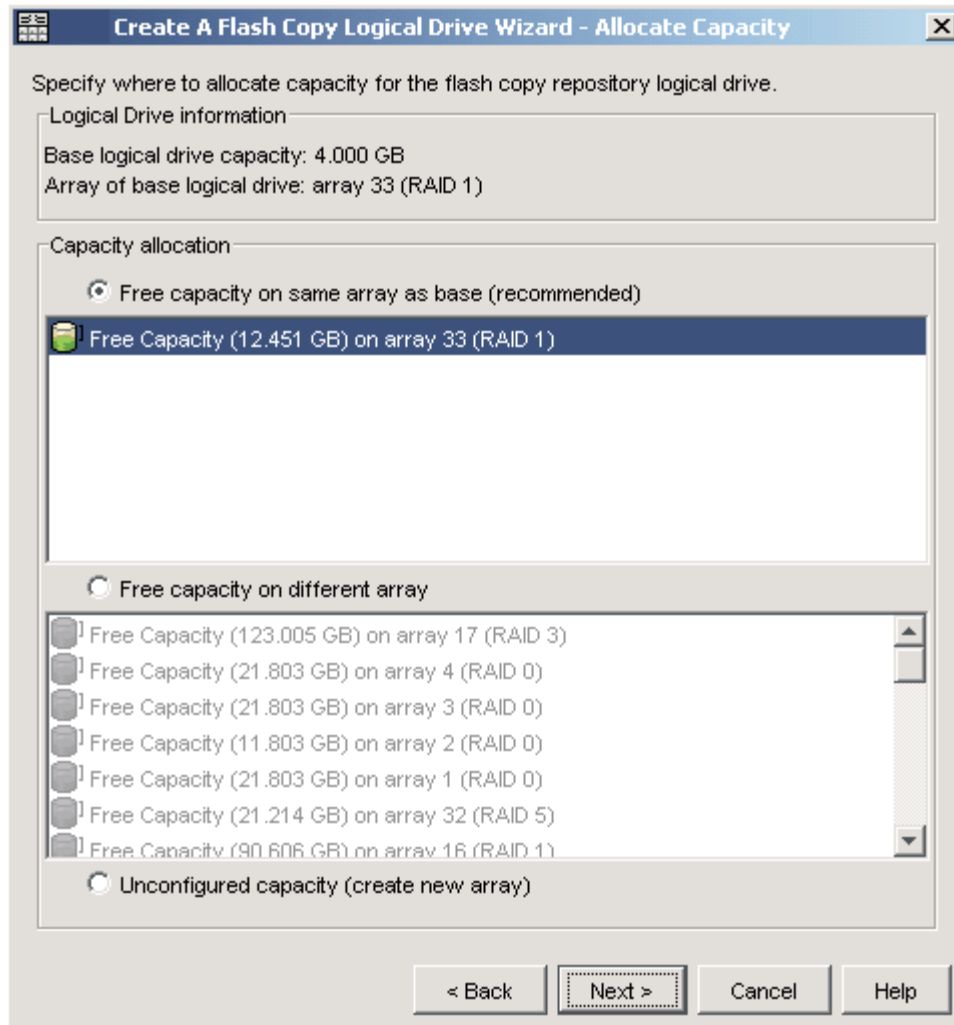 Create A Flash Copy Logical Drive Wizard - Allocate Capacity
Specify where to allocate capacity for the flash copy repository logical drive.
Logical Drive information
Base logical drive capacity: 4.000 GB
Array of base logical drive: array 33 (RAID 1)
Capacity allocation
Free capacity on same array as base (recommended)
Free Capacity (12.451 GB) on array 33 (RAID 1)
Free capacity on different array
Free Capacity (123.005 GB) on array 17 (RAID 3)
Free Capacity (21.803 GB) on array 4 (RAID 0)
Free Capacity (21.803 GB) on array 3 (RAID 0)
Free Capacity (11.803 GB) on array 2 (RAID 0)
Free Capacity (21.803 GB) on array 1 (RAID 0)
Free Capacity (21.214 GB) on array 32 (RAID 5)
Free Capacity (90.606 GB) on array 16 (RAID 1)
Unconfigured capacity (create new array)
< Back Next > Cancel Help